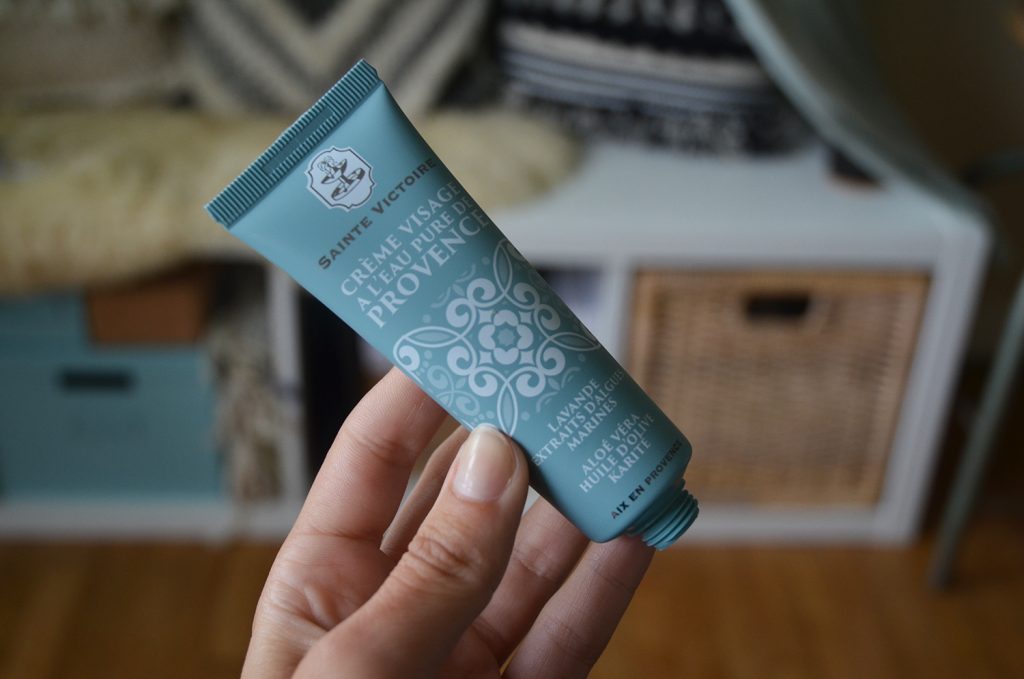 SAINTE VICTOIRE
CRÈME VISAGE
A L'EAU PURE DE
PROVENCE
LAVANDE
EXTRAITS D'ALGUES
MARINES
ALOÉ VÉRA
HUILE D'OLIVE
KARITÉ
AIX EN PROVENCE